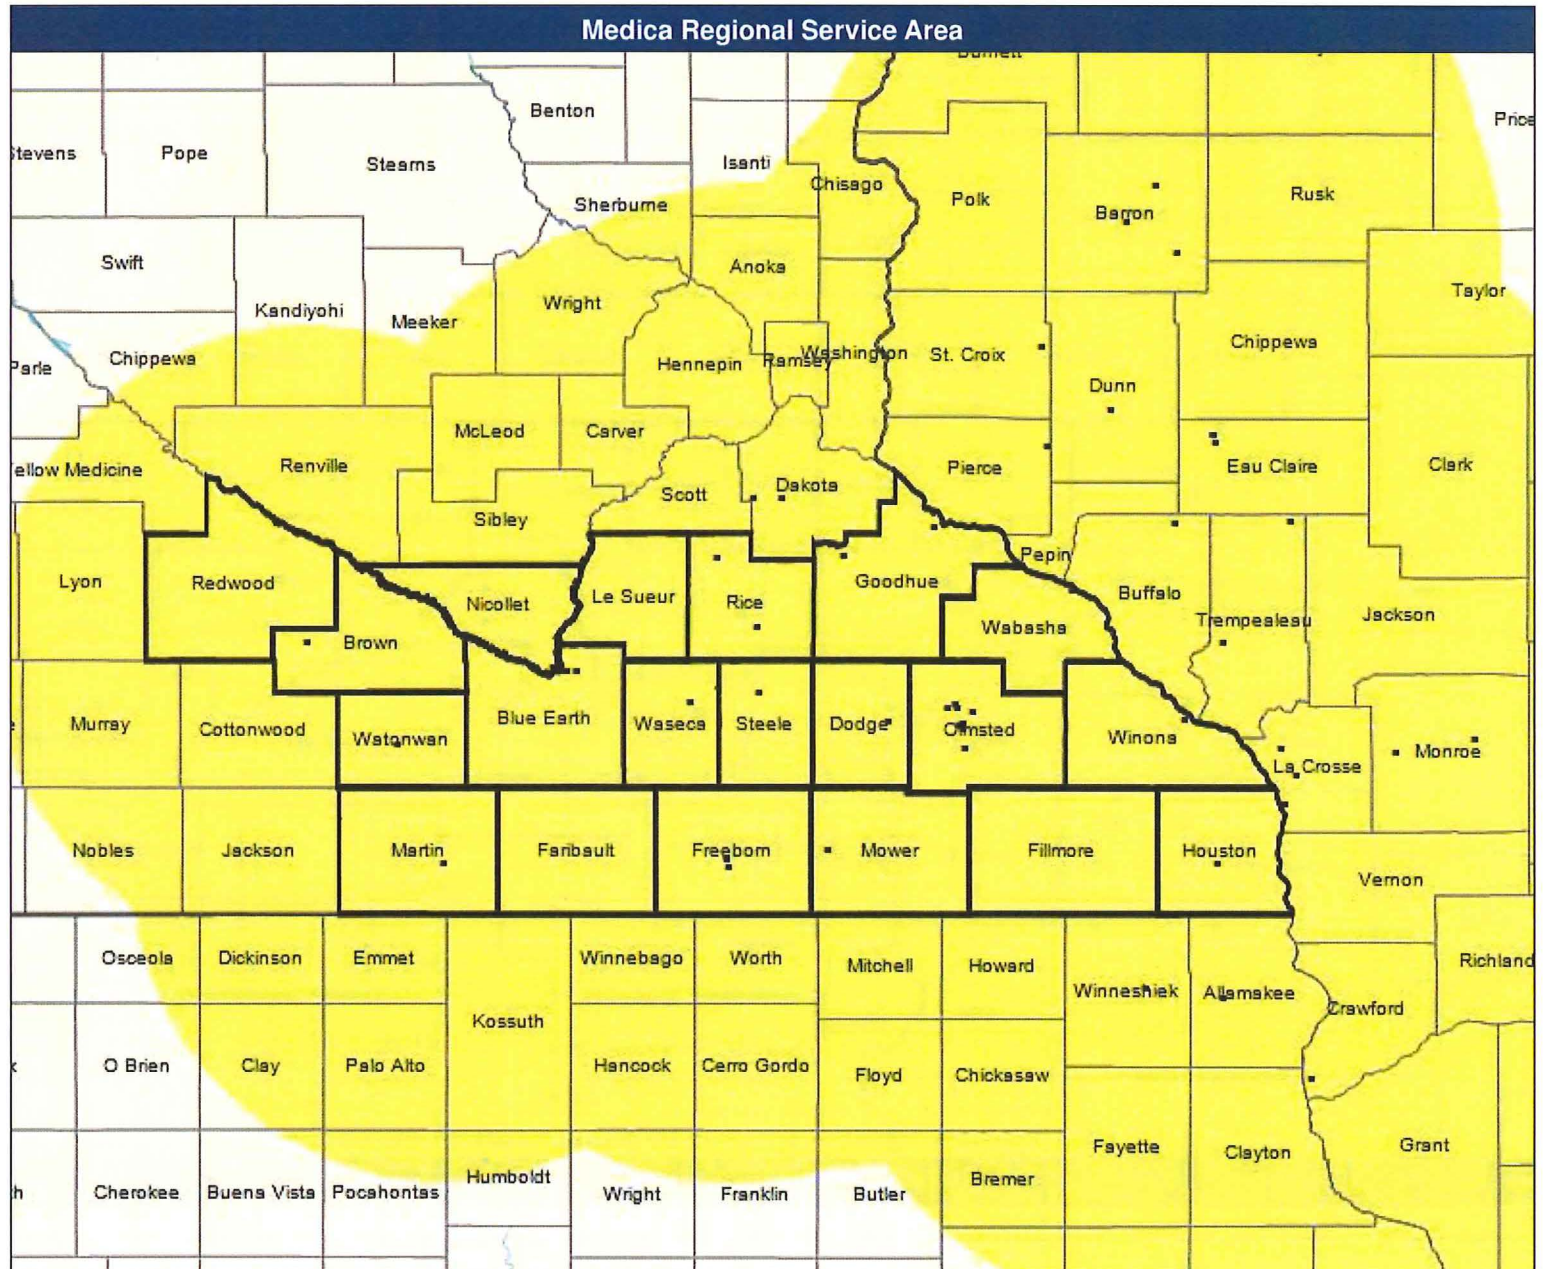 Medica Regional Service Area
Benton
Price
Stevens
Pope
Stearns
Isanti
Chisago
Sherburne
Polk
Barron
Rusk
Swift
Anoka
Taylor
Kandiyohi
Meeker
Wright
Chippewa
Parle
Hennepin
Ramsey
Washington
St. Croix
Chippewa
Dunn
McLeod
Carver
Yellow Medicine
Renville
Scott
Dakota
Pierce
Eau Claire
Clark
Sibley
Lyon
Redwood
Nicollet
Le Sueur
Rice
Goodhue
Pepin
Buffalo
Trempealeau
Jackson
Brown
Wabasha
Murray
Cottonwood
Watonwan
Blue Earth
Waseca
Steele
Dodge
Olmsted
Winona
La Crosse
Monroe
Nobles
Jackson
Martin
Faribault
Freeborn
Mower
Fillmore
Houston
Vernon
Osceola
Dickinson
Emmet
Winnebago
Worth
Mitchell
Howard
Winneshiek
Allamakee
Crawford
Richland
Kossuth
O Brien
Clay
Palo Alto
Hancock
Cerro Gordo
Floyd
Chickasaw
Fayette
Clayton
Grant
h
Cherokee
Buena Vista
Pocahontas
Humboldt
Wright
Franklin
Butler
Bremer